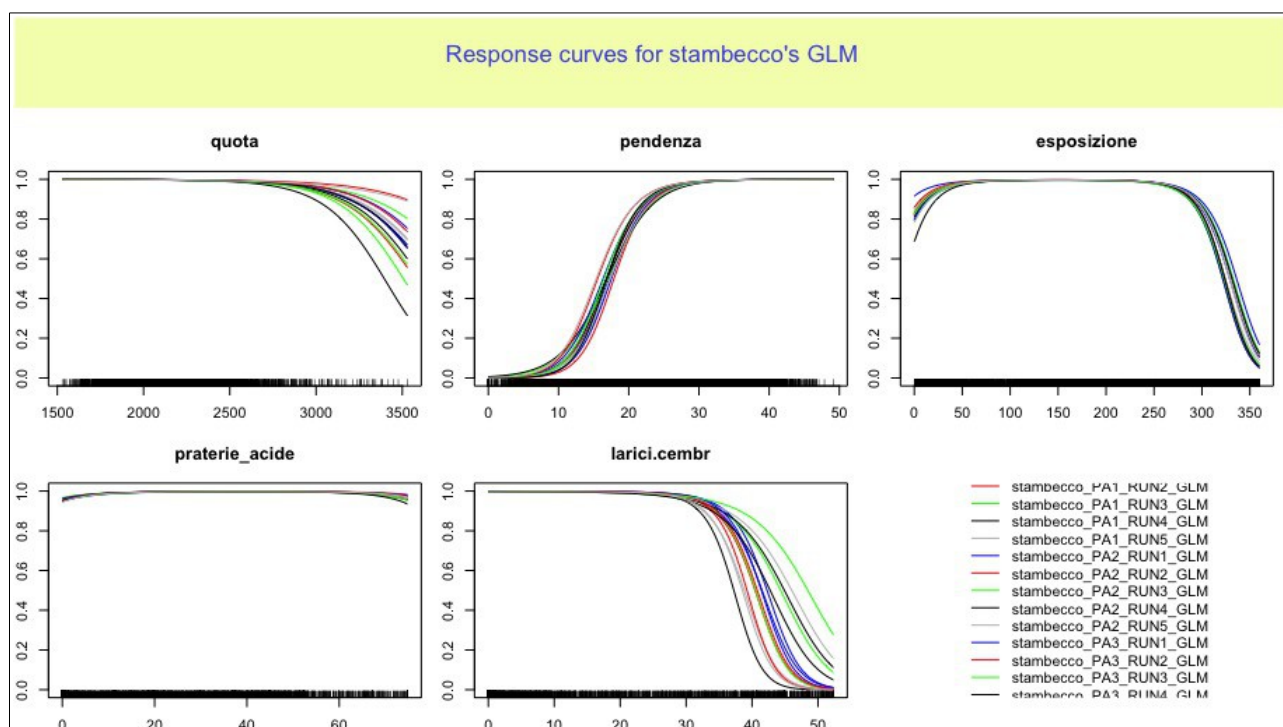 Response curves for stambecco's GLM
quota
pendenza
esposizione
0.0 0.2 0.4 0.6 0.8 1.0
0.0 0.2 0.4 0.6 0.8 1.0
0.0 0.2 0.4 0.6 0.8 1.0
1500 2000 2500 3000 3500
0 10 20 30 40 50
0 50 100 150 200 250 300 350
praterie_acide
larici.cembr
0.0 0.2 0.4 0.6 0.8 1.0
0.0 0.2 0.4 0.6 0.8 1.0
0 20 40 60
0 10 20 30 40 50
stambecco_PA1_RUN2_GLM
stambecco_PA1_RUN3_GLM
stambecco_PA1_RUN4_GLM
stambecco_PA1_RUN5_GLM
stambecco_PA2_RUN1_GLM
stambecco_PA2_RUN2_GLM
stambecco_PA2_RUN3_GLM
stambecco_PA2_RUN4_GLM
stambecco_PA2_RUN5_GLM
stambecco_PA3_RUN1_GLM
stambecco_PA3_RUN2_GLM
stambecco_PA3_RUN3_GLM
stambecco_PA3_RUN4_GLM